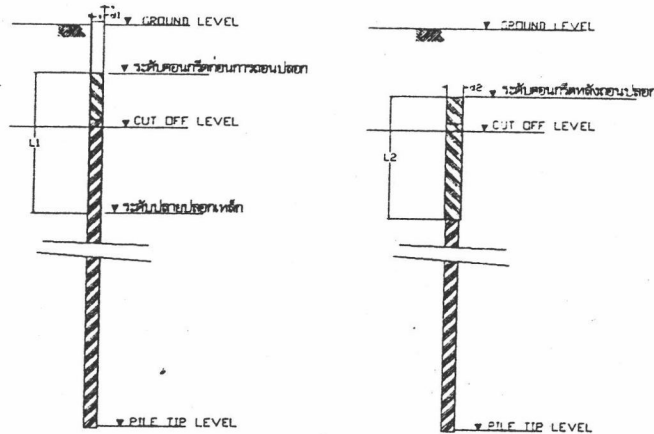 d1
GROUND LEVEL
ระดับคอนกรีตก่อนการถอนปลอก
CUT OFF LEVEL
L1
ระดับปลายปลอกเหล็ก
PILE TIP LEVEL
GROUND LEVEL
d2
ระดับคอนกรีตหลังถอนปลอก
CUT OFF LEVEL
L2
PILE TIP LEVEL